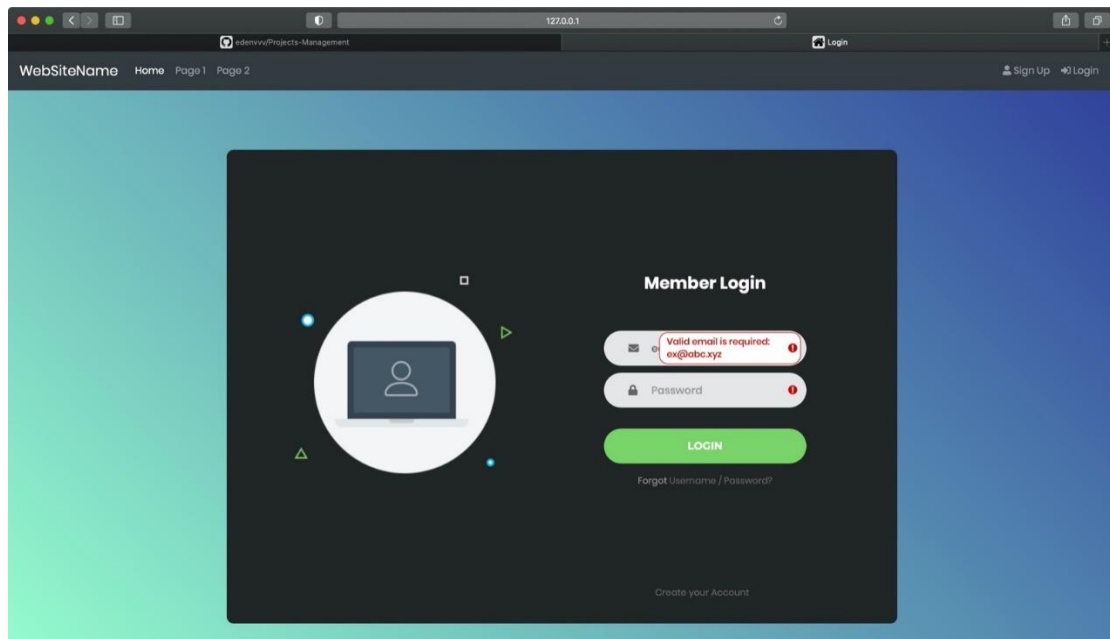 127.0.0.1
edenvvv/Projects-Management
Login
WebSiteName Home Page 1 Page 2
Sign Up Login
Member Login
Valid email is required:
ex@abc.xyz
Password
LOGIN
Forgot Username / Password?
Create your Account